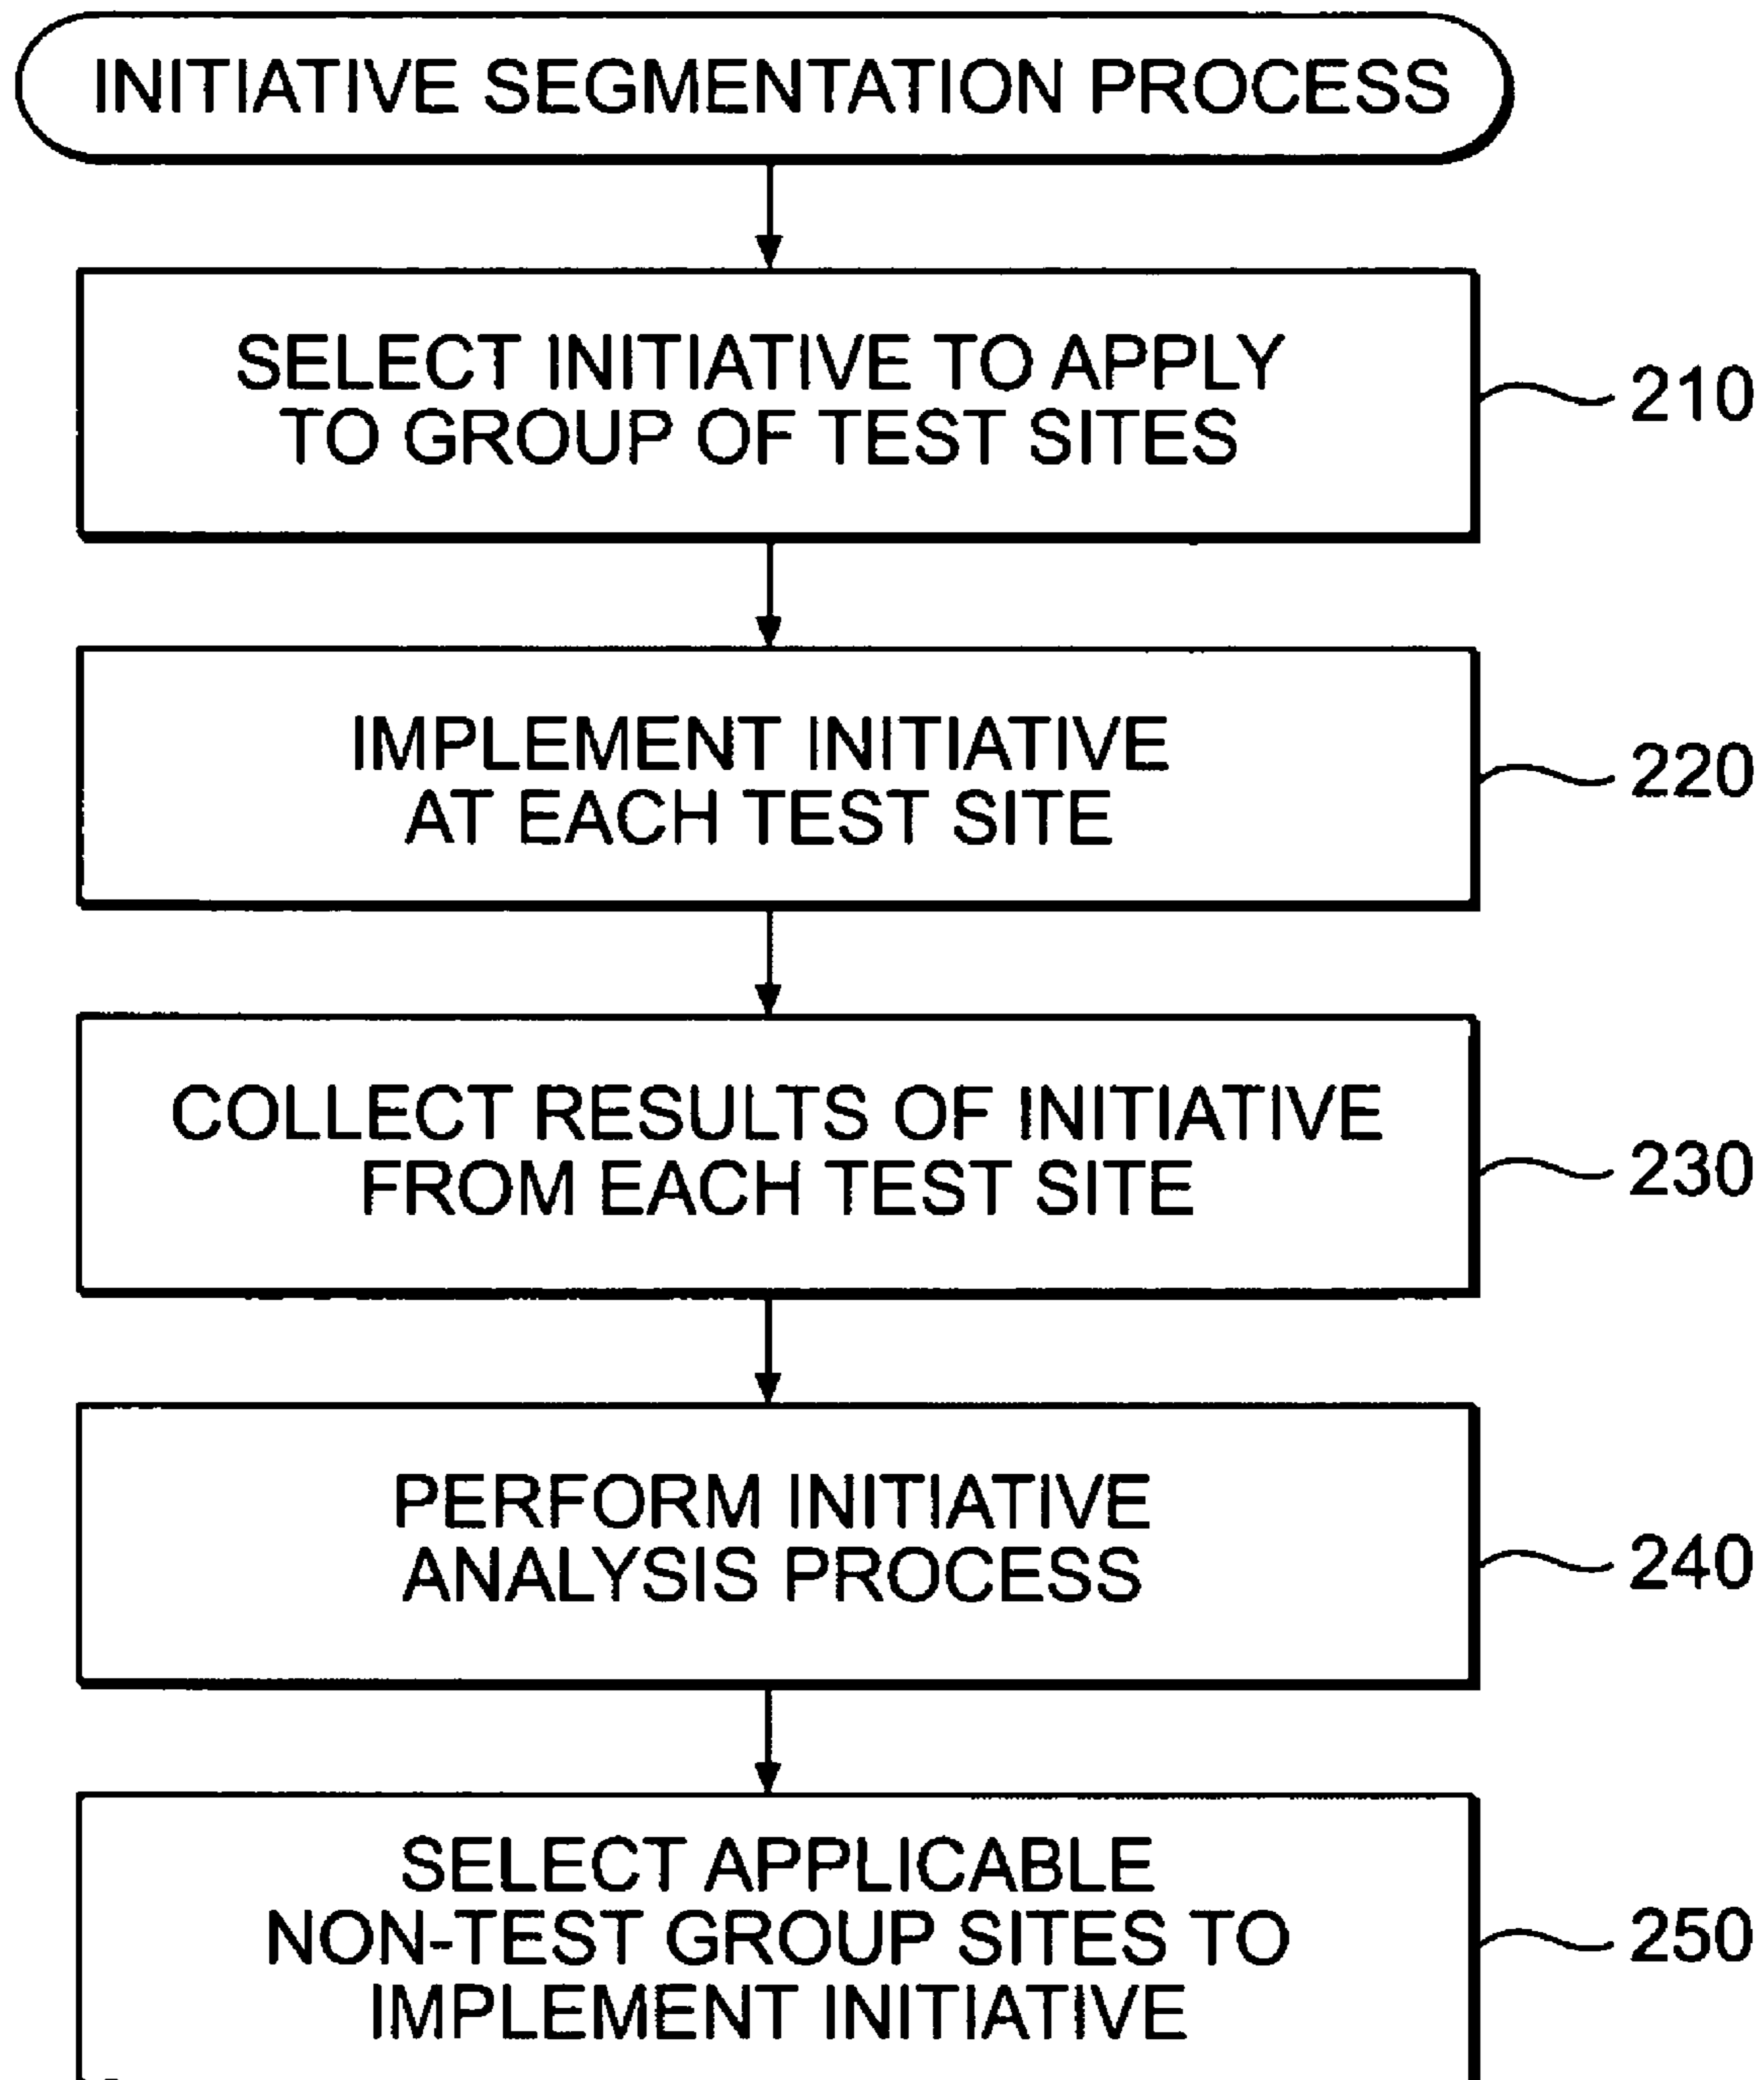 INITIATIVE SEGMENTATION PROCESS
SELECT INITIATIVE TO APPLY
TO GROUP OF TEST SITES
210
IMPLEMENT INITIATIVE
AT EACH TEST SITE
220
COLLECT RESULTS OF INITIATIVE
FROM EACH TEST SITE
230
PERFORM INITIATIVE
ANALYSIS PROCESS
240
SELECT APPLICABLE
NON-TEST GROUP SITES TO
IMPLEMENT INITIATIVE
250